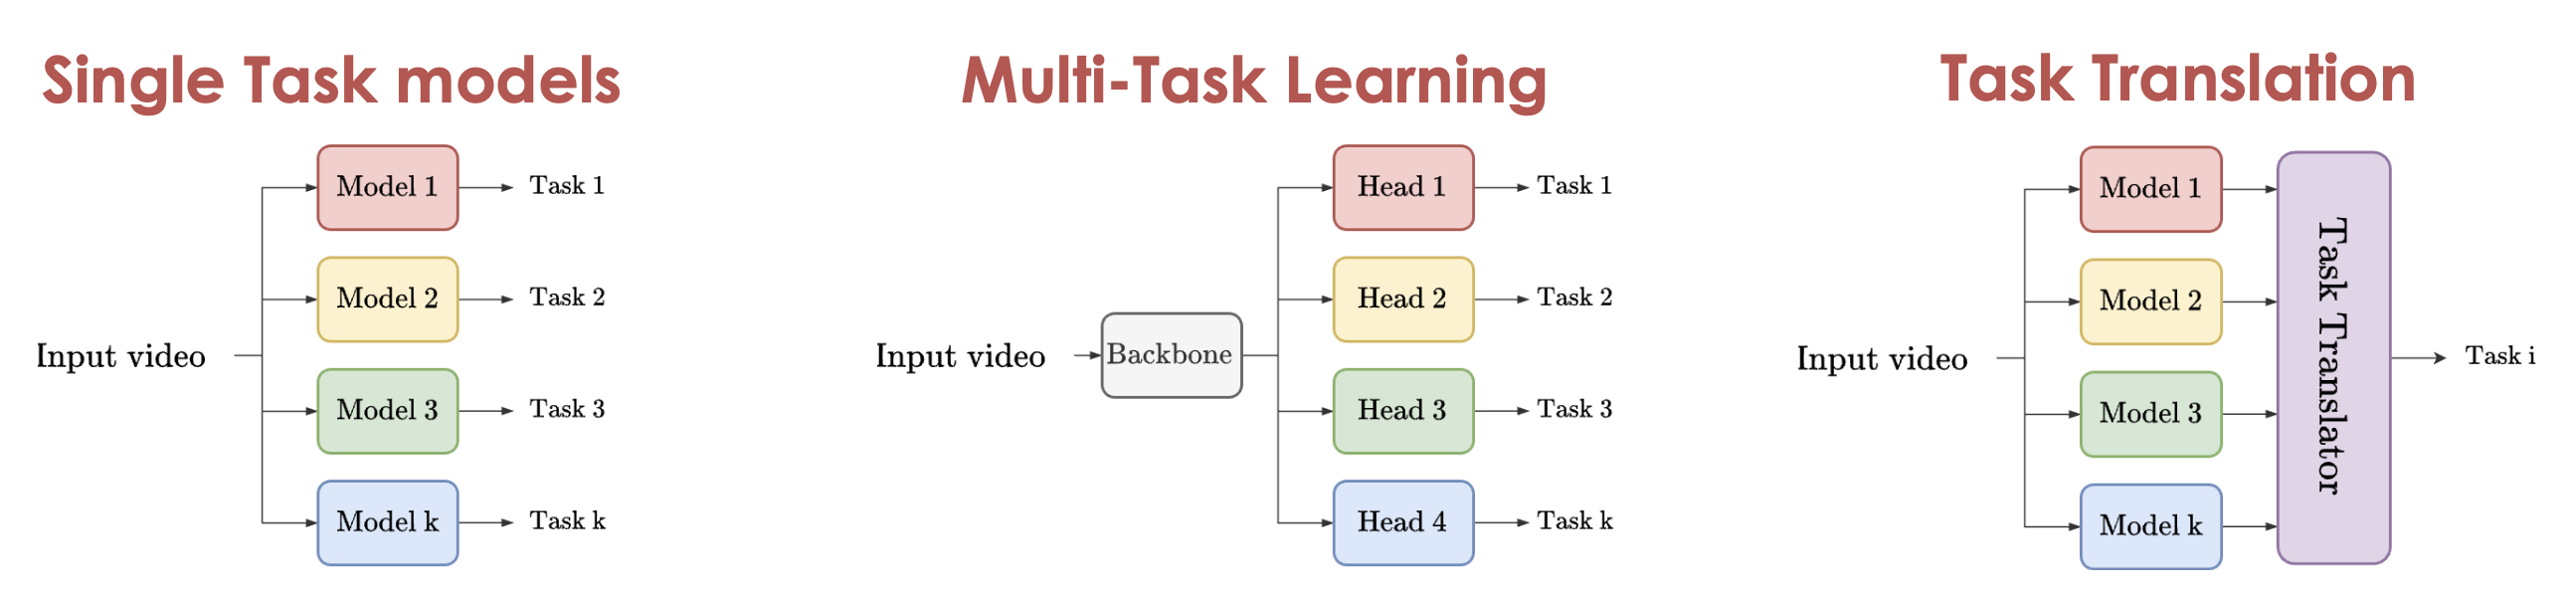 Single Task models
Input video
Model 1
Task 1
Model 2
Task 2
Model 3
Task 3
Model k
Task k
Multi-Task Learning
Input video
Backbone
Head 1
Task 1
Head 2
Task 2
Head 3
Task 3
Head 4
Task k
Task Translation
Input video
Model 1
Model 2
Model 3
Model k
Task Translator
Task i